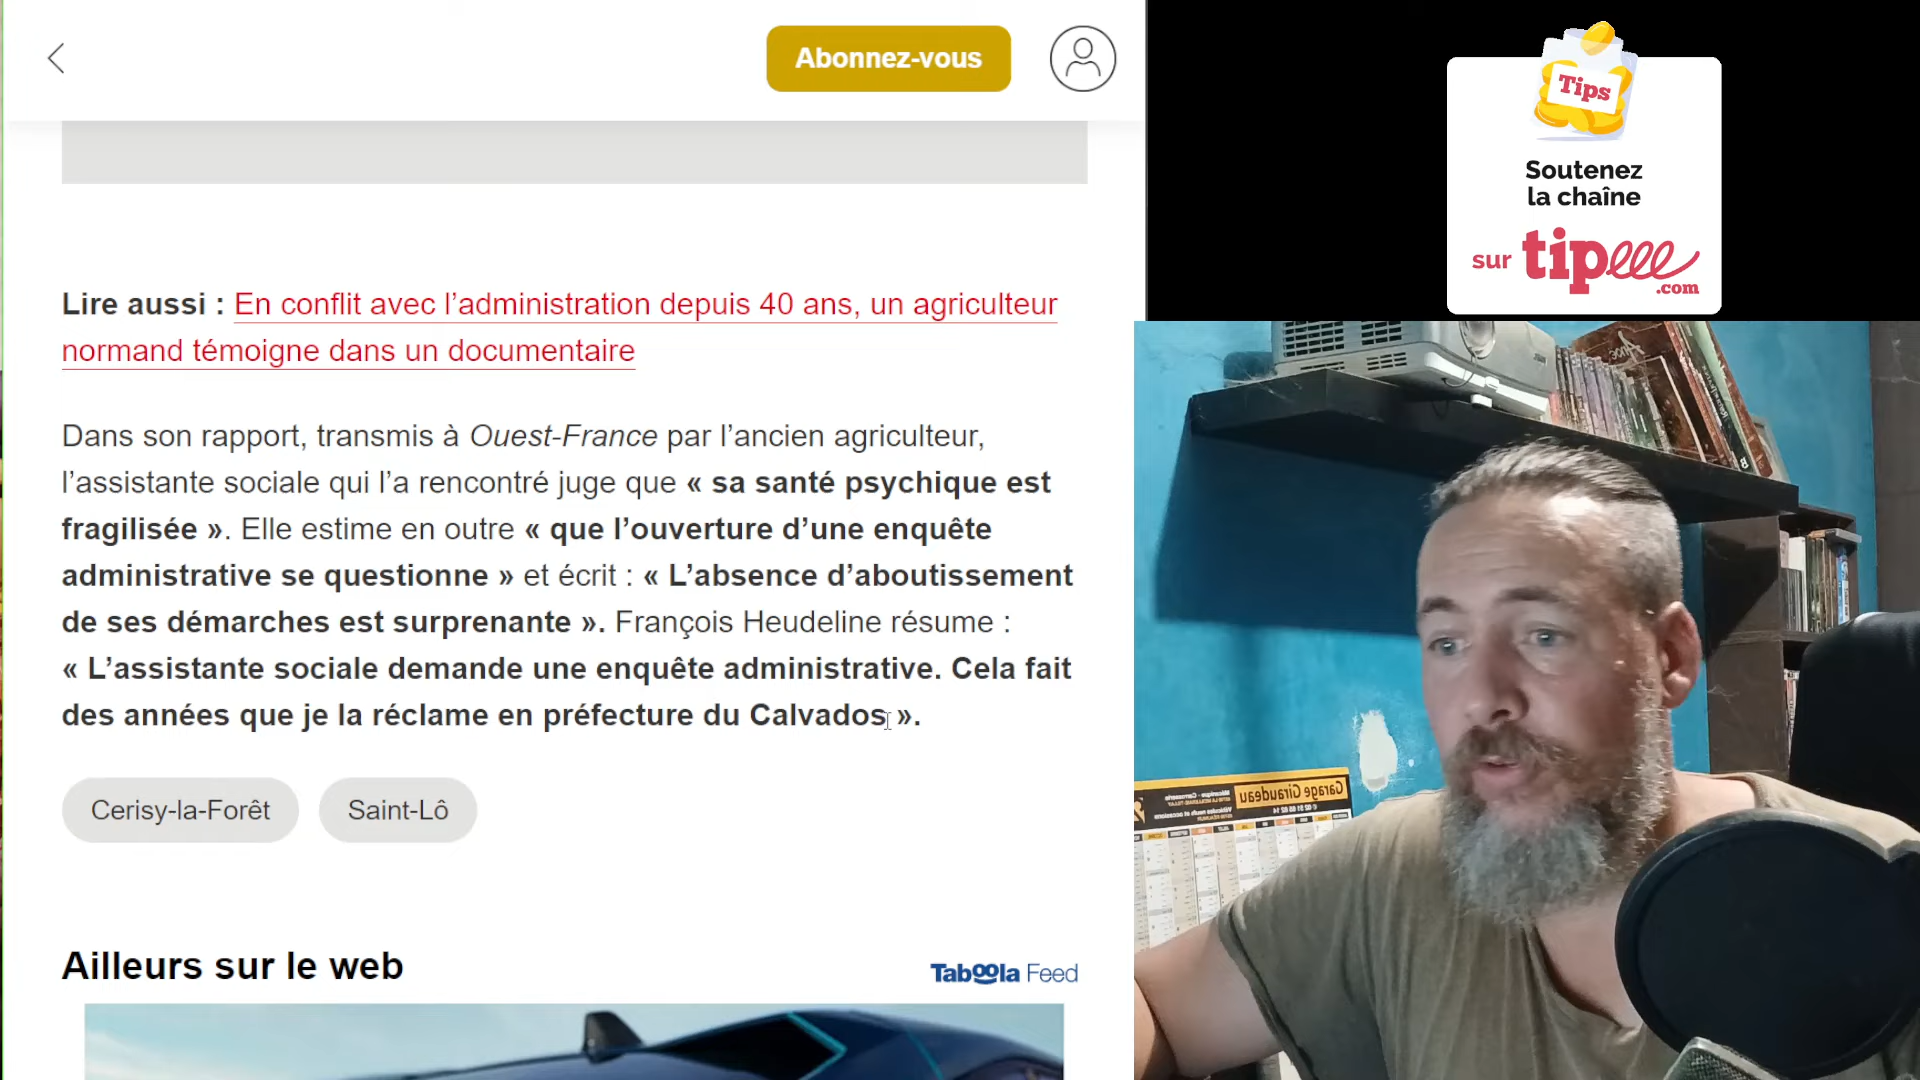 Abonnez-vous
Lire aussi : En conflit avec l’administration depuis 40 ans, un agriculteur
normand témoigne dans un documentaire
Dans son rapport, transmis à Ouest-France par l’ancien agriculteur,
l’assistante sociale qui l’a rencontré juge que « sa santé psychique est
fragilisée ». Elle estime en outre « que l’ouverture d’une enquête
administrative se questionne » et écrit : « L’absence d’aboutissement
de ses démarches est surprenante ». François Heudeline résume :
« L’assistante sociale demande une enquête administrative. Cela fait
des années que je la réclame en préfecture du Calvados ».
Cerisy-la-Forêt
Saint-Lô
Ailleurs sur le web
Taboola Feed
Tips
Soutenez
la chaîne
sur tipeee
.com
Garage Giraudeau